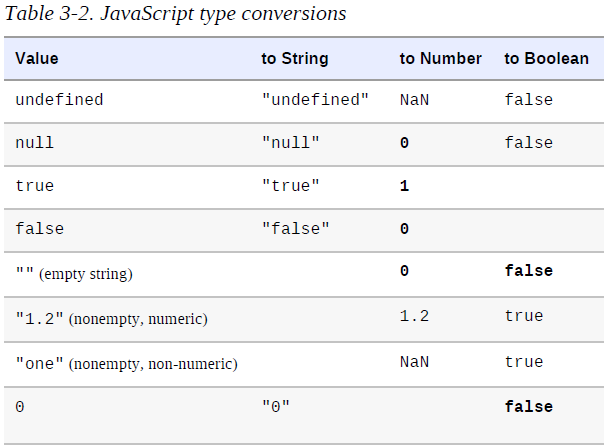 Table 3-2. JavaScript type conversions
Value to String to Number to Boolean
undefined "undefined" NaN false
null "null" 0 false
true "true" 1
false "false" 0
"" (empty string) 0 false
"1.2" (nonempty, numeric) 1.2 true
"one" (nonempty, non-numeric) NaN true
0 "0" false